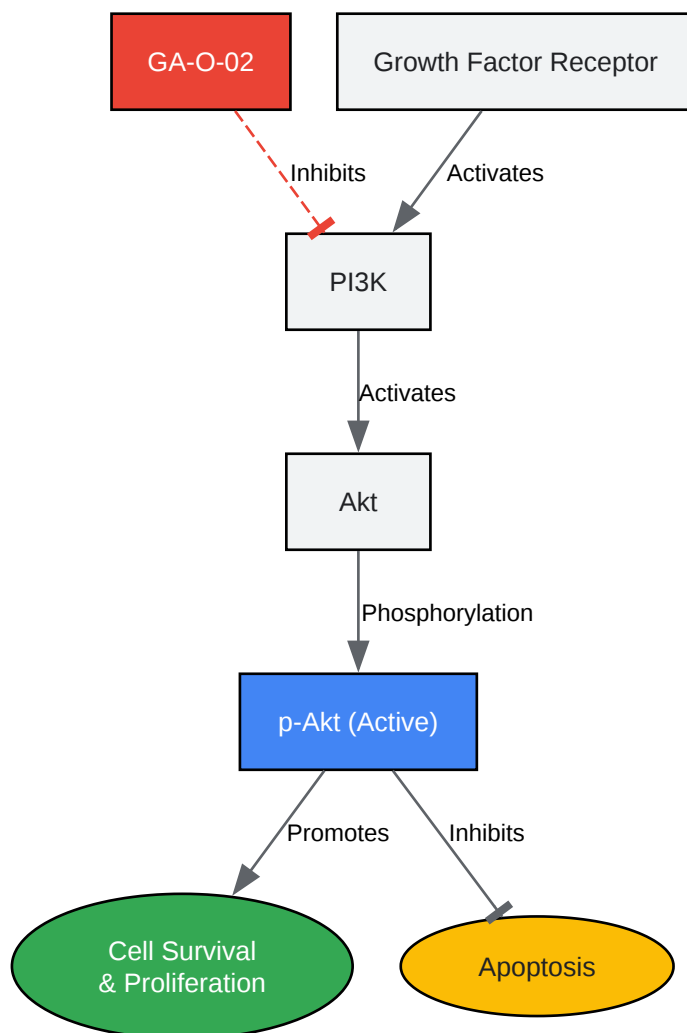 GA-O-02
Growth Factor Receptor
Inhibits
Activates
PI3K
Activates
Akt
Phosphorylation
p-Akt (Active)
Promotes
Inhibits
Cell Survival
& Proliferation
Apoptosis